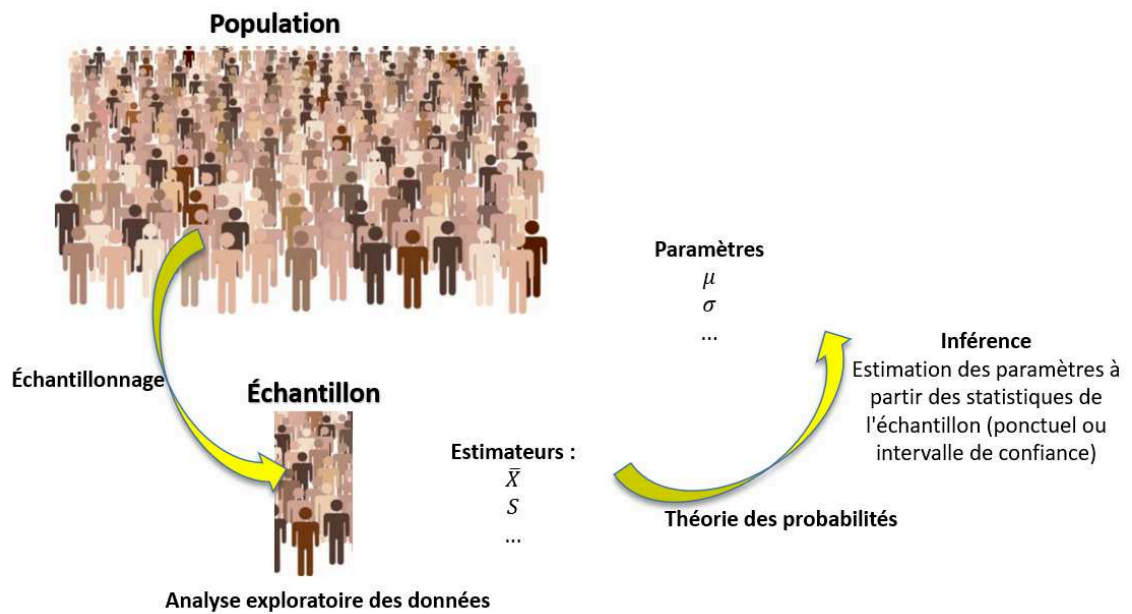 Population
Échantillonnage
Échantillon
Analyse exploratoire des données
Estimateurs :
X̄
S
...
Paramètres
μ
σ
...
Théorie des probabilités
Inférence
Estimation des paramètres à
partir des statistiques de
l'échantillon (ponctuel ou
intervalle de confiance)